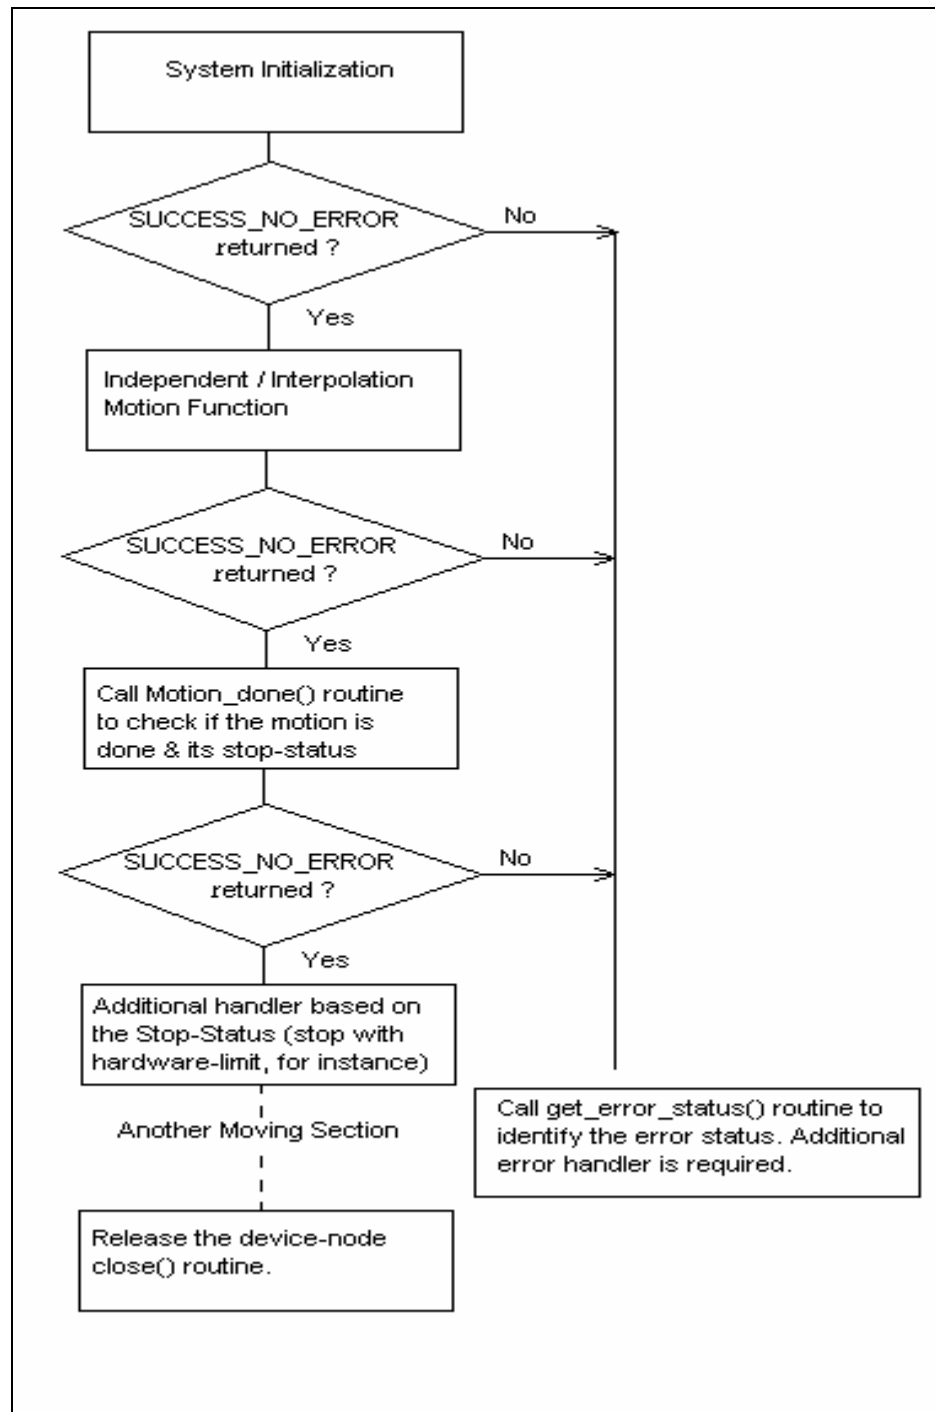 System Initialization
SUCCESS_NO_ERROR
returned ?
No
Yes
Independent / Interpolation
Motion Function
SUCCESS_NO_ERROR
returned ?
No
Yes
Call Motion_done() routine
to check if the motion is
done & its stop-status
SUCCESS_NO_ERROR
returned ?
No
Yes
Additional handler based on
the Stop-Status (stop with
hardware-limit, for instance)
Call get_error_status() routine to
identify the error status. Additional
error handler is required.
Another Moving Section
Release the device-node
close() routine.